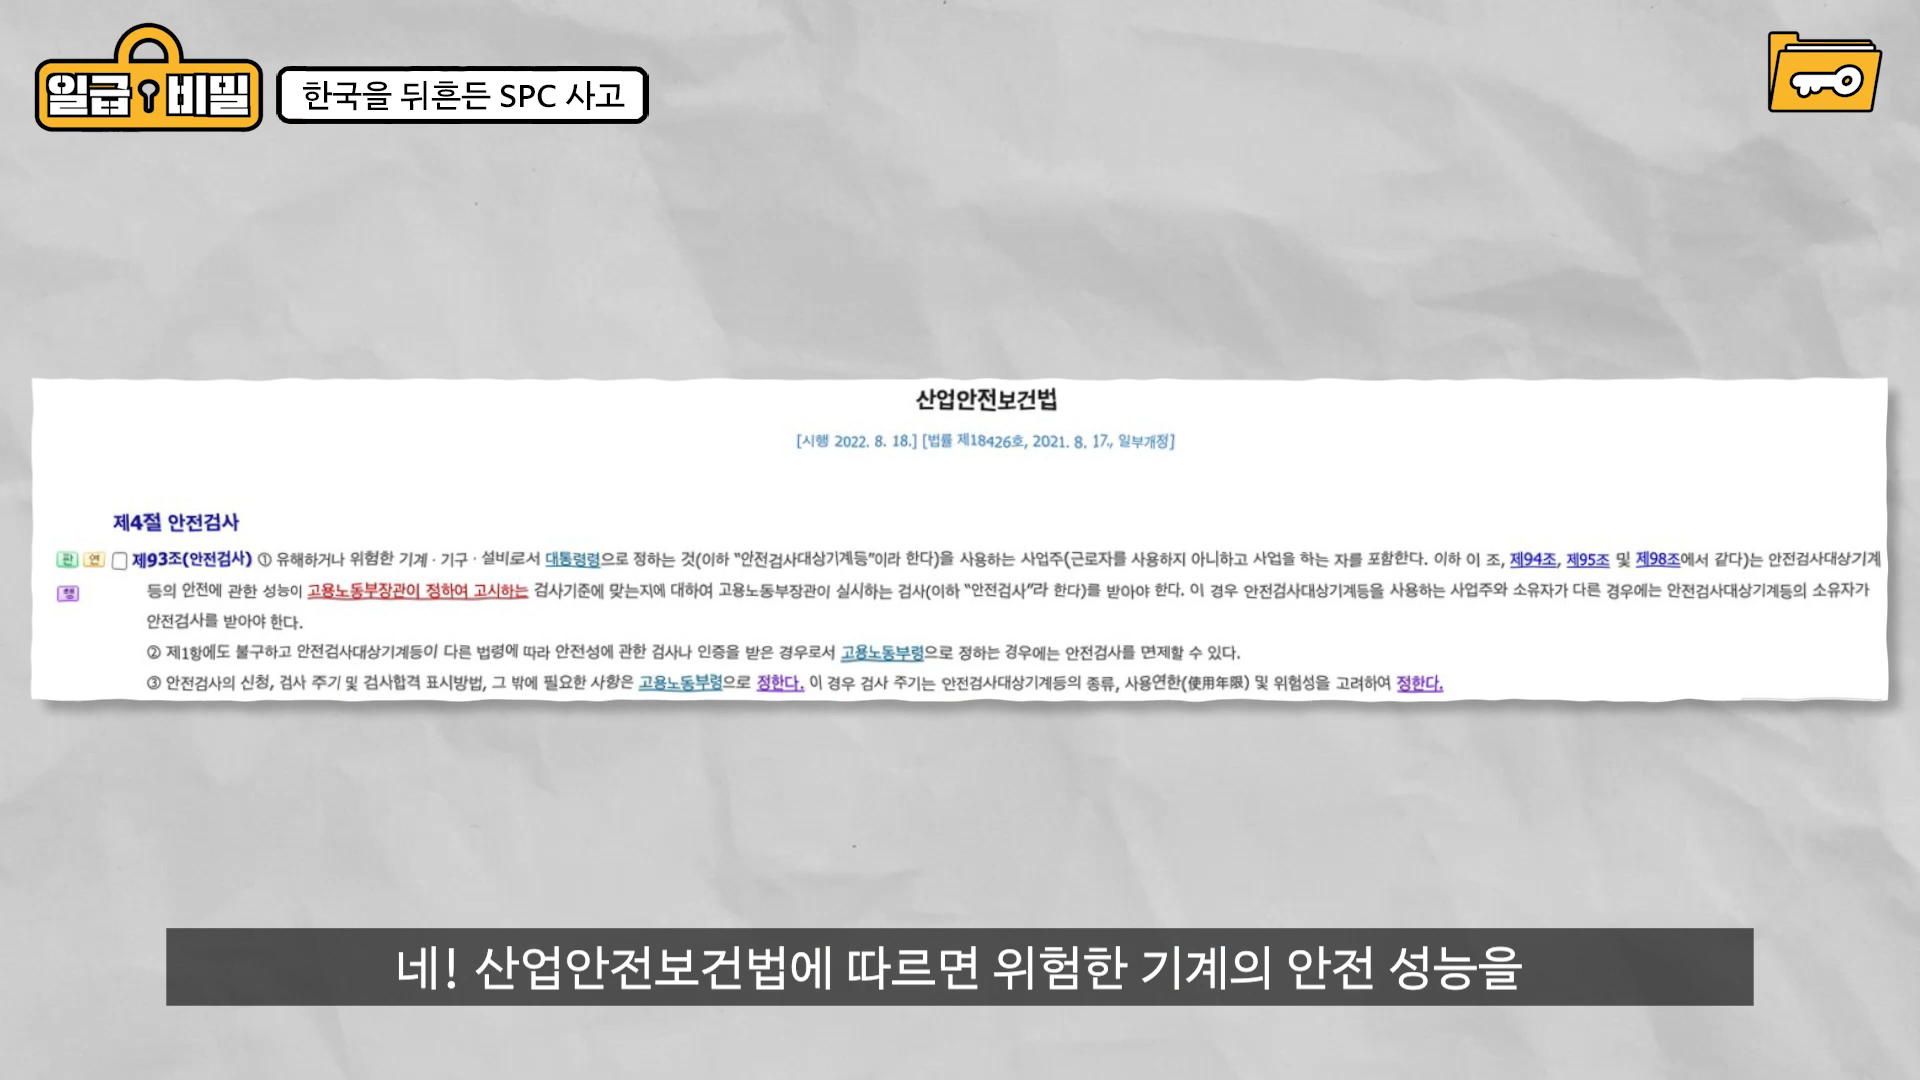 일급비밀
한국을 뒤흔든 SPC 사고
산업안전보건법
[시행 2022. 8. 18.] [법률 제18426호, 2021. 8. 17., 일부개정]
제4절 안전검사
판 연 제93조(안전검사) ① 유해하거나 위험한 기계ㆍ기구ㆍ설비로서 대통령령으로 정하는 것(이하 “안전검사대상기계등”이라 한다)을 사용하는 사업주(근로자를 사용하지 아니하고 사업을 하는 자를 포함한다. 이하 이 조, 제94조, 제95조 및 제98조에서 같다)는 안전검사대상기계
행 등의 안전에 관한 성능이 고용노동부장관이 정하여 고시하는 검사기준에 맞는지에 대하여 고용노동부장관이 실시하는 검사(이하 “안전검사”라 한다)를 받아야 한다. 이 경우 안전검사대상기계등을 사용하는 사업주와 소유자가 다른 경우에는 안전검사대상기계등의 소유자가
안전검사를 받아야 한다.
② 제1항에도 불구하고 안전검사대상기계등이 다른 법령에 따라 안전성에 관한 검사나 인증을 받은 경우로서 고용노동부령으로 정하는 경우에는 안전검사를 면제할 수 있다.
③ 안전검사의 신청, 검사 주기 및 검사합격 표시방법, 그 밖에 필요한 사항은 고용노동부령으로 정한다. 이 경우 검사 주기는 안전검사대상기계등의 종류, 사용연한(使用年限) 및 위험성을 고려하여 정한다.
네! 산업안전보건법에 따르면 위험한 기계의 안전 성능을